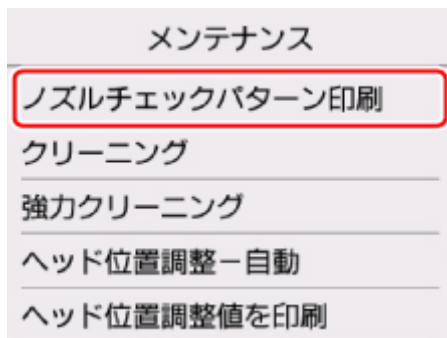 メンテナンス
ノズルチェックパターン印刷
クリーニング
強力クリーニング
ヘッド位置調整－自動
ヘッド位置調整値を印刷